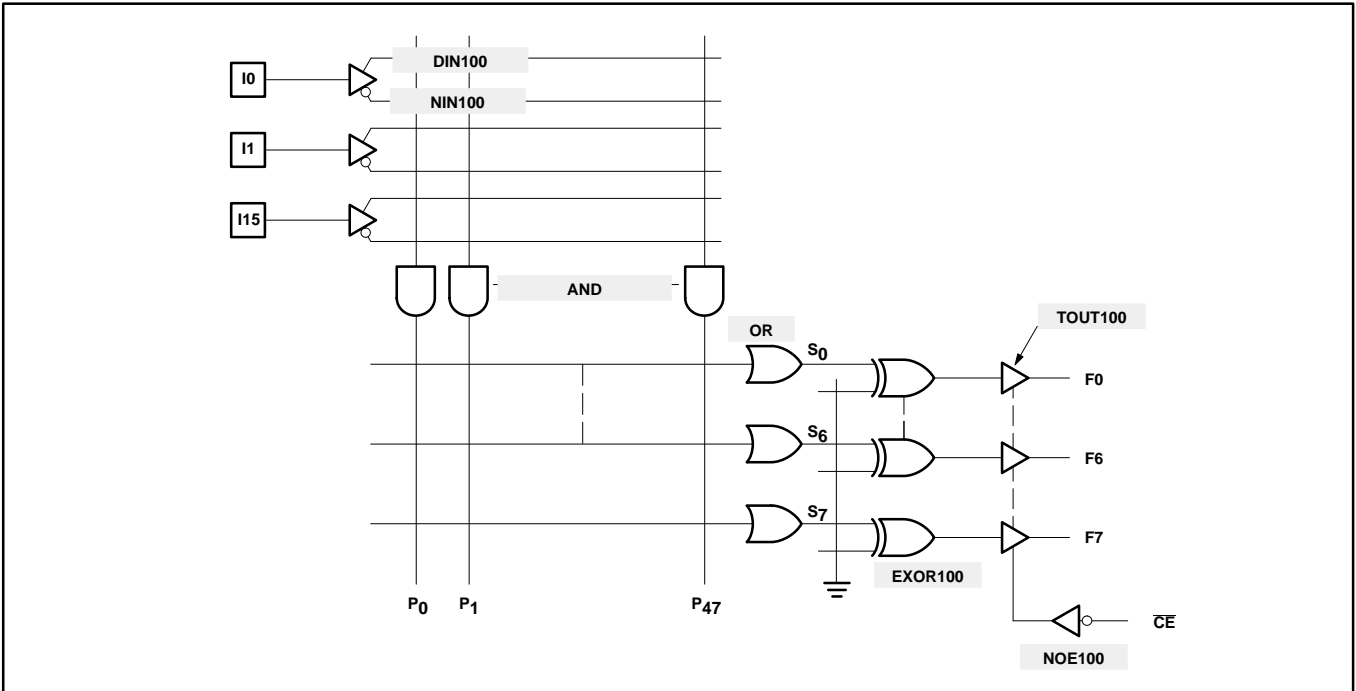 DIN100
I0
NIN100
I1
I15
AND
OR
TOUT100
S0
F0
S6
F6
S7
F7
EXOR100
P0 P1 P47
CE
NOE100